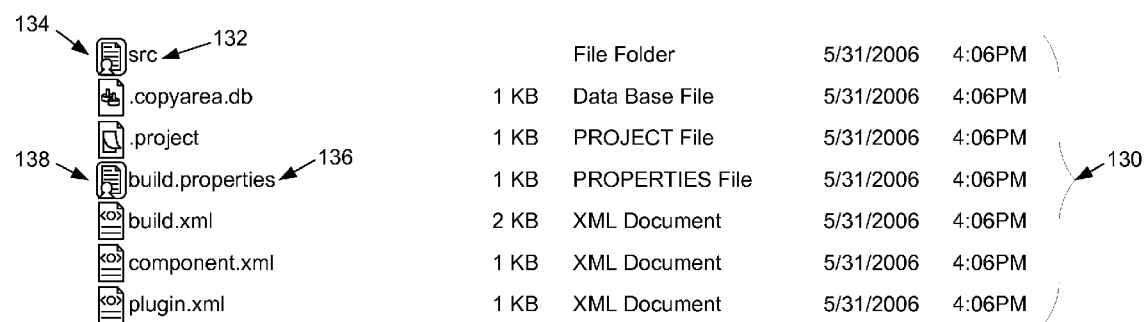 134
src 132 File Folder 5/31/2006 4:06PM
.copyarea.db 1 KB Data Base File 5/31/2006 4:06PM
.project 1 KB PROJECT File 5/31/2006 4:06PM
138 136 130
build.properties 1 KB PROPERTIES File 5/31/2006 4:06PM
build.xml 2 KB XML Document 5/31/2006 4:06PM
component.xml 1 KB XML Document 5/31/2006 4:06PM
plugin.xml 1 KB XML Document 5/31/2006 4:06PM